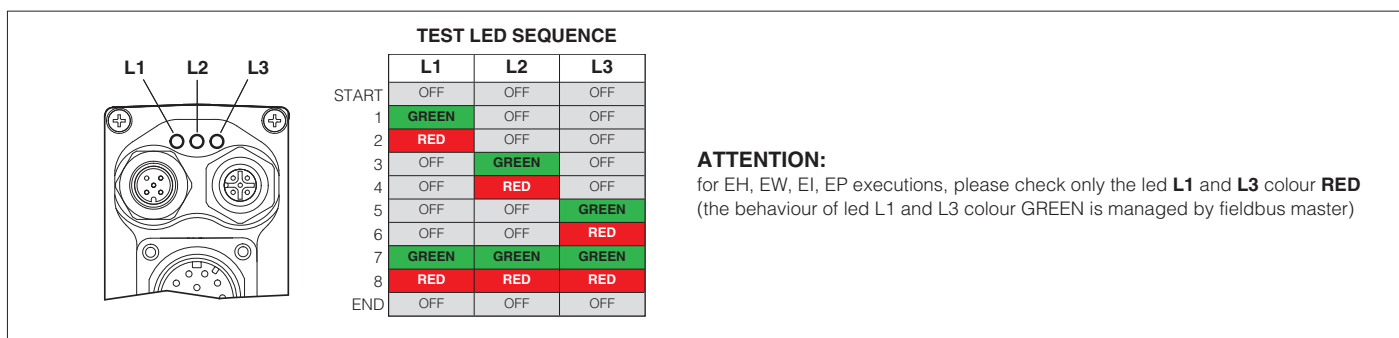 TEST LED SEQUENCE
L1 L2 L3
L1 L2 L3
START OFF OFF OFF
1 GREEN OFF OFF
2 RED OFF OFF
3 OFF GREEN OFF
4 OFF RED OFF
5 OFF OFF GREEN
6 OFF OFF RED
7 GREEN GREEN GREEN
8 RED RED RED
END OFF OFF OFF
ATTENTION:
for EH, EW, EI, EP executions, please check only the led L1 and L3 colour RED
(the behaviour of led L1 and L3 colour GREEN is managed by fieldbus master)